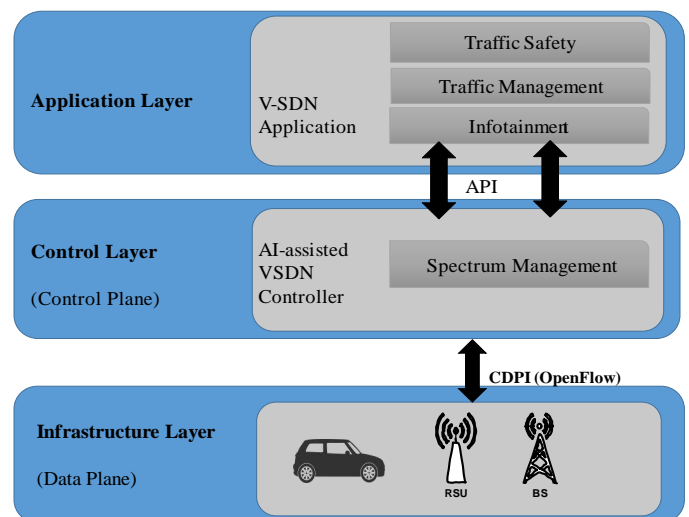 Application Layer
V-SDN
Application
Traffic Safety
Traffic Management
Infotainment
API
Control Layer
(Control Plane)
AI-assisted
VSDN
Controller
Spectrum Management
CDPI (OpenFlow)
Infrastructure Layer
(Data Plane)
RSU
BS